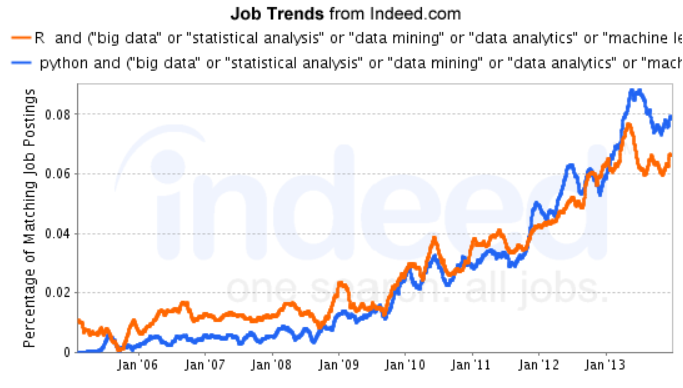 Job Trends from Indeed.com
R and ("big data" or "statistical analysis" or "data mining" or "data analytics" or "machine le
python and ("big data" or "statistical analysis" or "data mining" or "data analytics" or "mach
Percentage of Matching Job Postings
0.08
0.06
0.04
0.02
0
indeed
one search. all jobs.
Jan'06 Jan'07 Jan'08 Jan'09 Jan'10 Jan'11 Jan'12 Jan'13